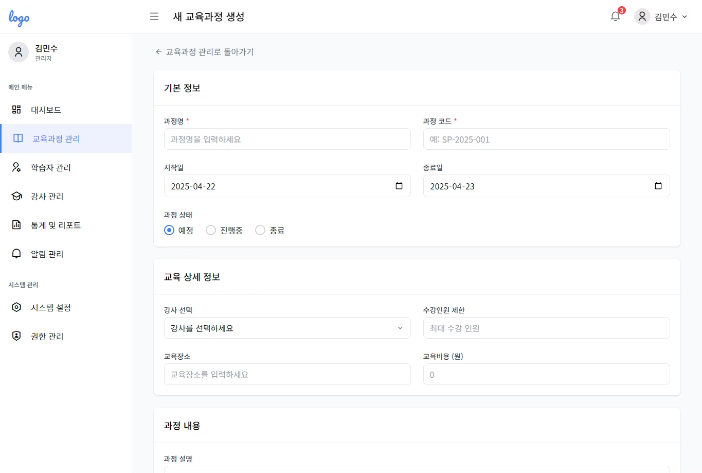 logo
새 교육과정 생성
3
김민수
김민수
관리자
메인 메뉴
대시보드
교육과정 관리
학습자 관리
강사 관리
통계 및 리포트
알림 관리
시스템 관리
시스템 설정
권한 관리
← 교육과정 관리로 돌아가기
기본 정보
과정명 *
과정명을 입력하세요
과정 코드 *
예: SP-2025-001
시작일
2025-04-22
종료일
2025-04-23
과정 상태
예정
진행중
종료
교육 상세 정보
강사 선택
강사를 선택하세요
수강인원 제한
최대 수강 인원
교육장소
교육장소를 입력하세요
교육비용 (원)
0
과정 내용
과정 설명